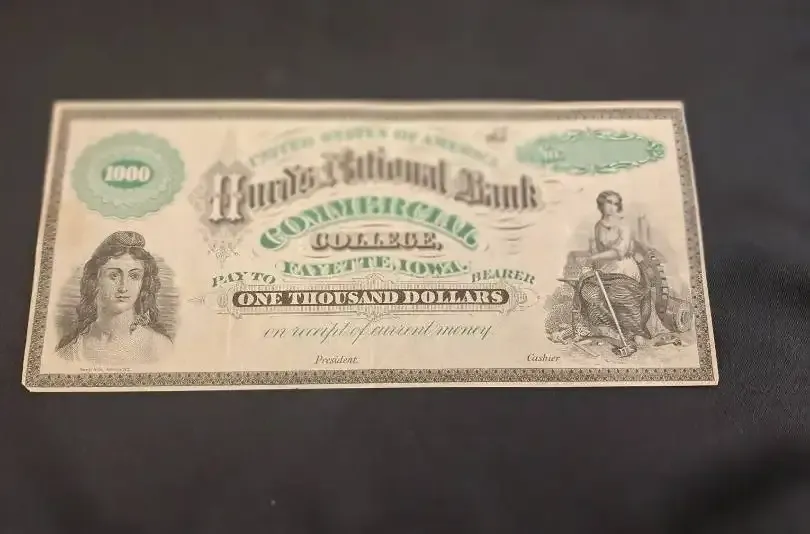 1000
UNITED STATES OF AMERICA
No.
Hurd's National Bank
COMMERCIAL
COLLEGE,
FAYETTE, IOWA.
PAY TO BEARER
ONE THOUSAND DOLLARS
on receipt of current money
President. Cashier